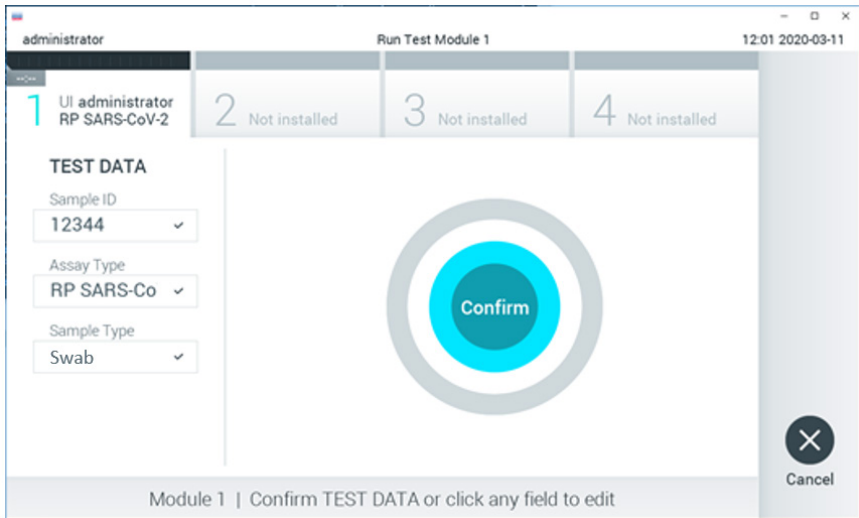 administrator Run Test Module 1 12:01 2020-03-11
--:--
1 UI administrator
RP SARS-CoV-2
2 Not installed
3 Not installed
4 Not installed
TEST DATA
Sample ID
12344
Assay Type
RP SARS-Co
Sample Type
Swab
Confirm
Cancel
Module 1 | Confirm TEST DATA or click any field to edit